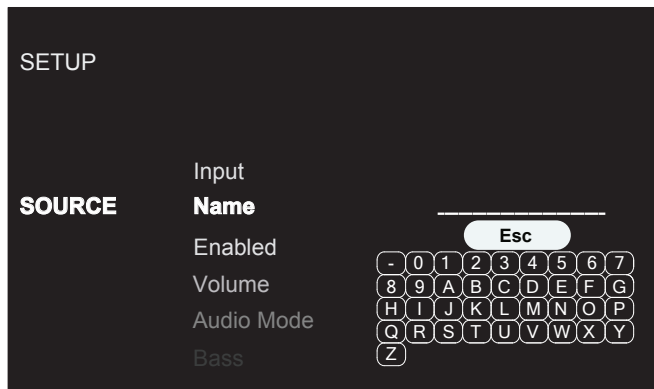 SETUP
Input
SOURCE Name
Esc
Enabled
- 0 1 2 3 4 5 6 7
Volume
8 9 A B C D E F G
H I J K L M N O P
Audio Mode
Q R S T U V W X Y
Bass
Z